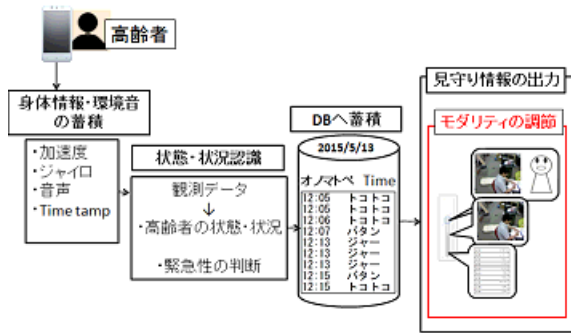 高齢者
身体情報・環境音
の蓄積
・加速度
・ジャイロ
・音声
・Time tamp
状態・状況認識
観測データ
↓
・高齢者の状態・状況
・緊急性の判断
DBへ蓄積
2015/5/13
オノマトペ Time
12:05 トコトコ
12:05 トコトコ
12:06 トコトコ
12:07 バタン
12:13 ジャー
12:13 ジャー
12:13 ジャー
12:15 バタン
12:15 トコトコ
見守り情報の出力
モダリティの調節